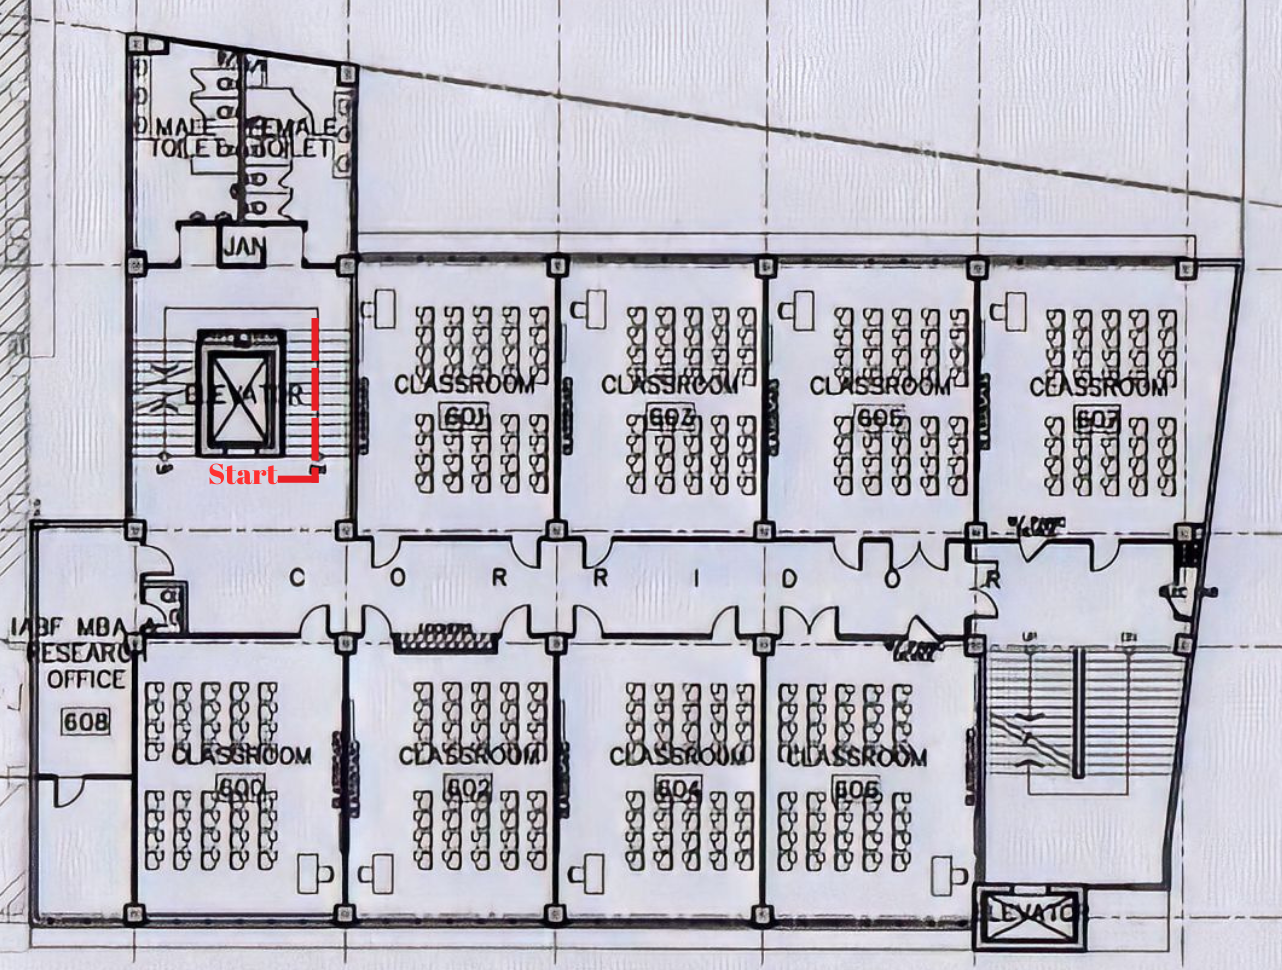 MALE
TOILET
FEMALE
TOILET
JAN
ELEVATOR
Start
CLASSROOM
601
CLASSROOM
603
CLASSROOM
605
CLASSROOM
607
C O R R I D O R
LOCKERS
IABF MBA &
RESEARCH
OFFICE
608
CLASSROOM
600
CLASSROOM
602
CLASSROOM
604
CLASSROOM
606
ELEVATOR